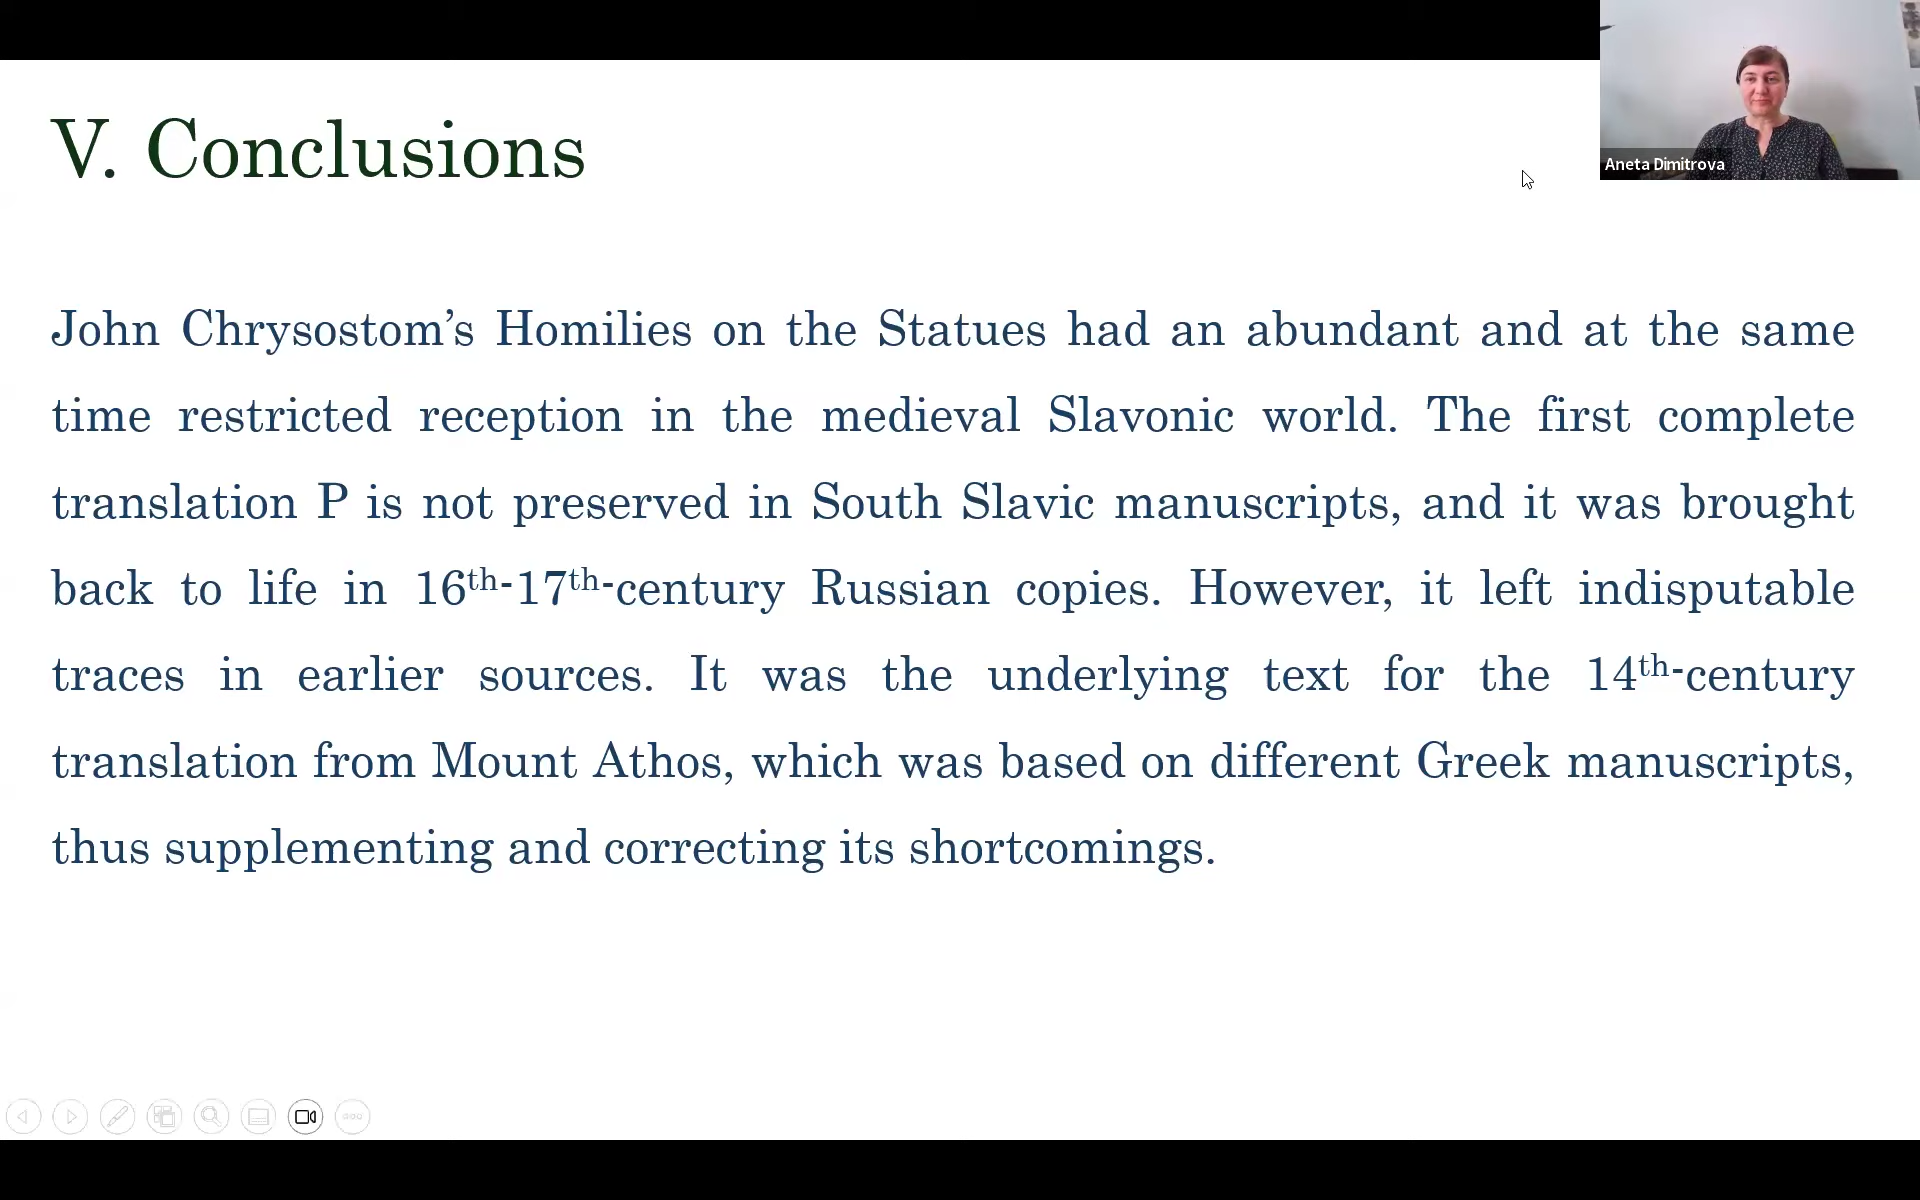 V. Conclusions
Aneta Dimitrova
John Chrysostom’s Homilies on the Statues had an abundant and at the same
time restricted reception in the medieval Slavonic world. The first complete
translation P is not preserved in South Slavic manuscripts, and it was brought
back to life in 16th-17th-century Russian copies. However, it left indisputable
traces in earlier sources. It was the underlying text for the 14th-century
translation from Mount Athos, which was based on different Greek manuscripts,
thus supplementing and correcting its shortcomings.